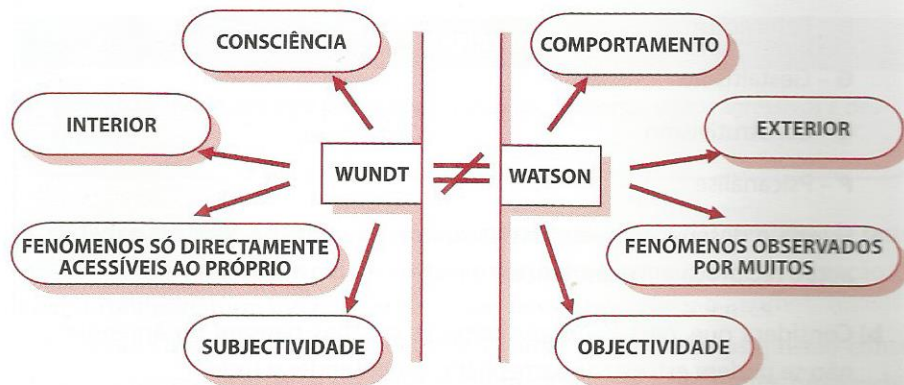 CONSCIÊNCIA
INTERIOR
WUNDT
FENÓMENOS SÓ DIRECTAMENTE
ACESSÍVEIS AO PRÓPRIO
SUBJECTIVIDADE
COMPORTAMENTO
EXTERIOR
WATSON
FENÓMENOS OBSERVADOS
POR MUITOS
OBJECTIVIDADE